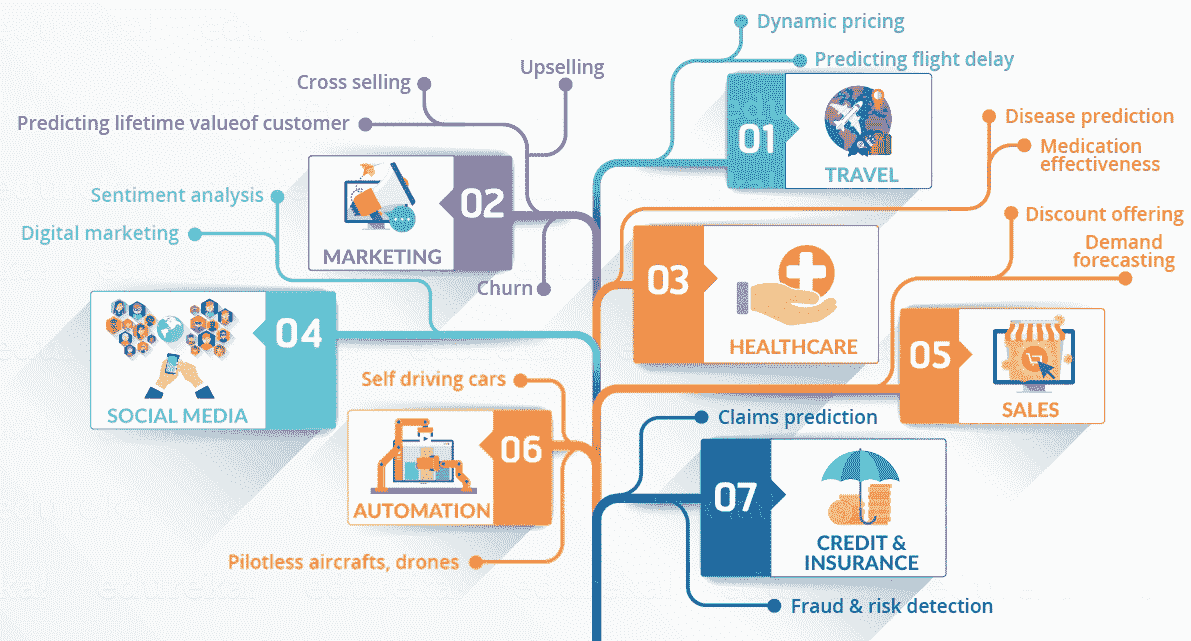 Dynamic pricing
Predicting flight delay
01
TRAVEL
Upselling
Cross selling
Predicting lifetime valueof customer
02
MARKETING
Churn
Disease prediction
Medication
effectiveness
03
HEALTHCARE
Sentiment analysis
Digital marketing
04
SOCIAL MEDIA
Discount offering
Demand
forecasting
05
SALES
Self driving cars
06
AUTOMATION
Pilotless aircrafts, drones
Claims prediction
07
CREDIT &
INSURANCE
Fraud & risk detection